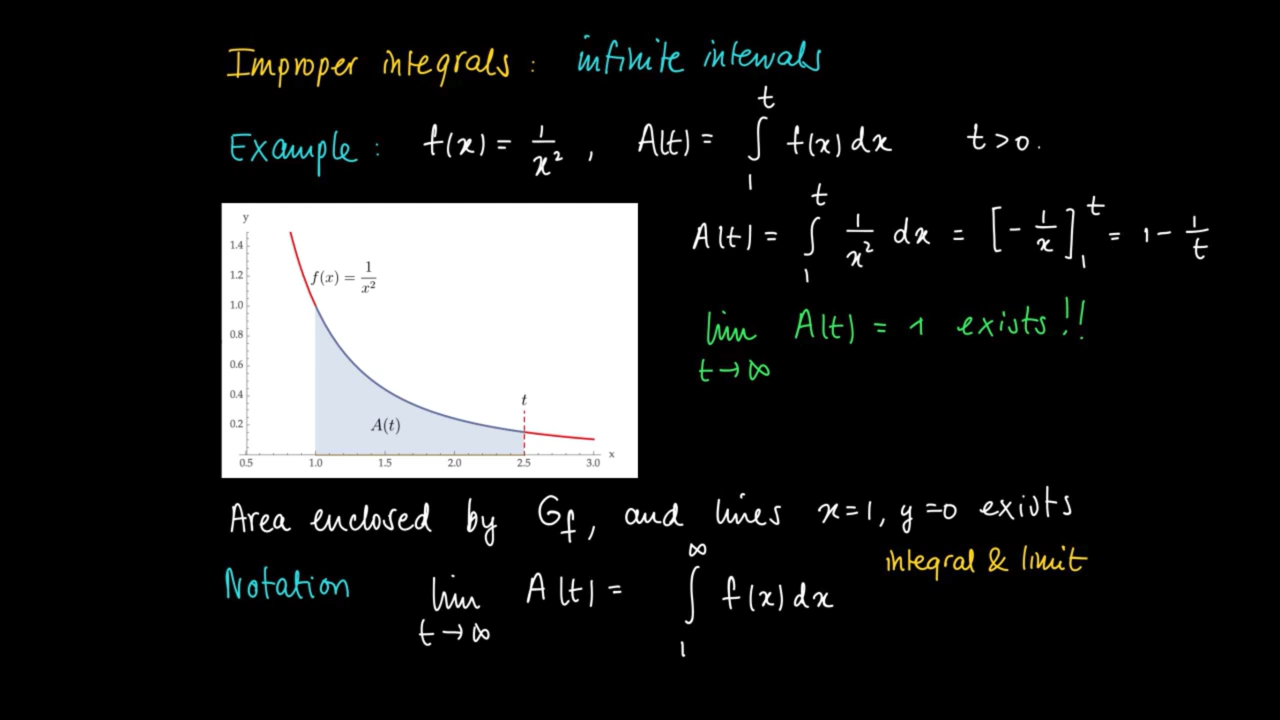 Improper integrals : infinite intervals
Example : f(x) = 1/x² , A(t) = ∫₁ᵗ f(x) dx t > 0.
A(t) = ∫₁ᵗ 1/x² dx = [- 1/x]₁ᵗ = 1 - 1/t
lim t→∞ A(t) = 1 exists!!
y
1.4
1.2
1.0
0.8
0.6
0.4
0.2
f(x) = 1/x²
A(t)
t
0.5 1.0 1.5 2.0 2.5 3.0 x
Area enclosed by G_f, and lines x=1, y=0 exists
integral & limit
Notation lim t→∞ A(t) = ∫₁^∞ f(x) dx